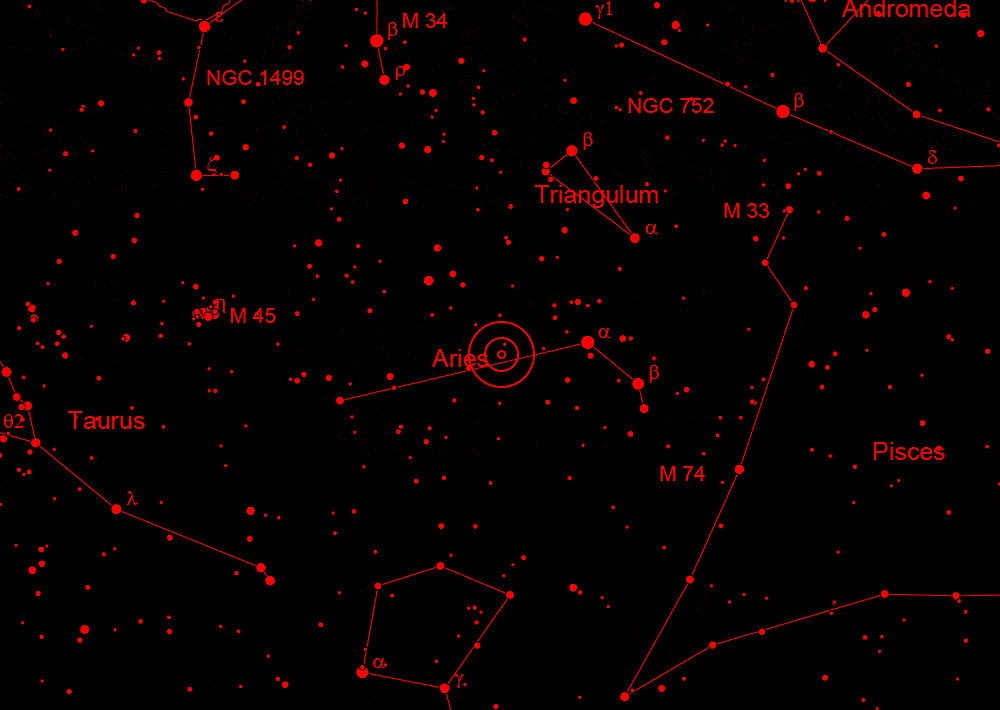 γ1
Andromeda
ε
β M 34
NGC 1499
ρ
NGC 752
β
β
δ
ζ
Triangulum
M 33
α
η
M 45
α
Aries
β
θ2
Taurus
Pisces
M 74
λ
α
γ